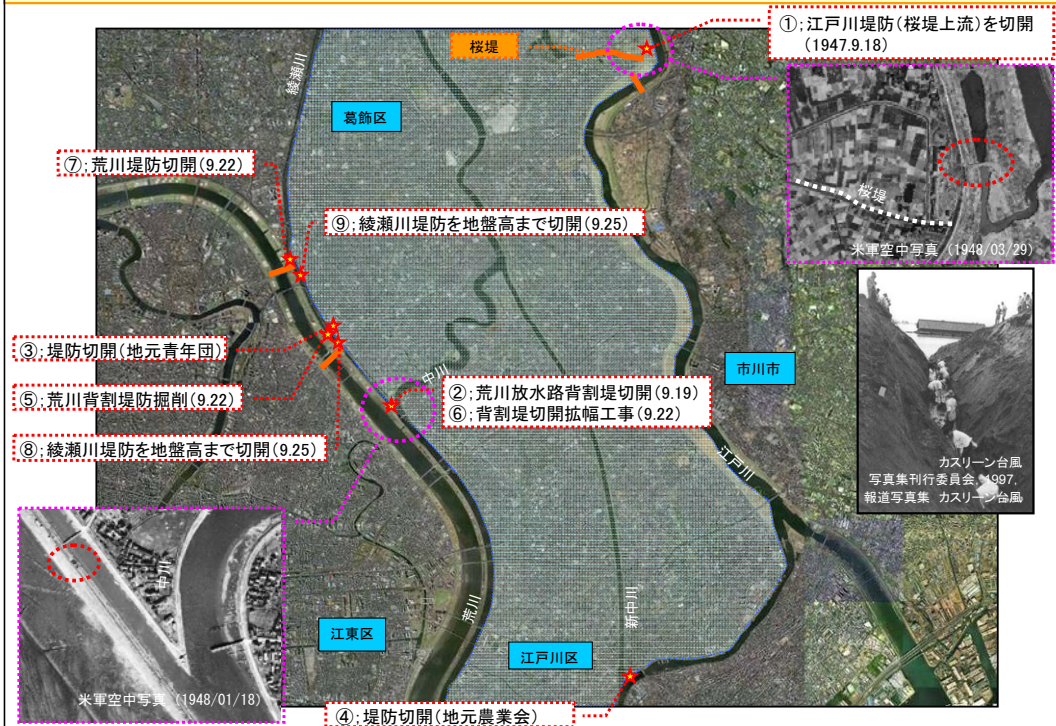 ①;江戸川堤防(桜堤上流)を切開
(1947.9.18)
桜堤
綾瀬川
葛飾区
⑦;荒川堤防切開(9.22)
桜堤
⑨;綾瀬川堤防を地盤高まで切開(9.25)
米軍空中写真 (1948/03/29)
③;堤防切開(地元青年団)
中川
市川市
②;荒川放水路背割堤切開(9.19)
⑤;荒川背割堤防掘削(9.22)
⑥;背割堤切開拡幅工事(9.22)
⑧;綾瀬川堤防を地盤高まで切開(9.25)
江戸川
カスリーン台風
写真集刊行委員会, 1997,
報道写真集 カスリーン台風
中川
荒川
新中川
江東区
江戸川区
米軍空中写真 (1948/01/18)
④;堤防切開(地元農業会)